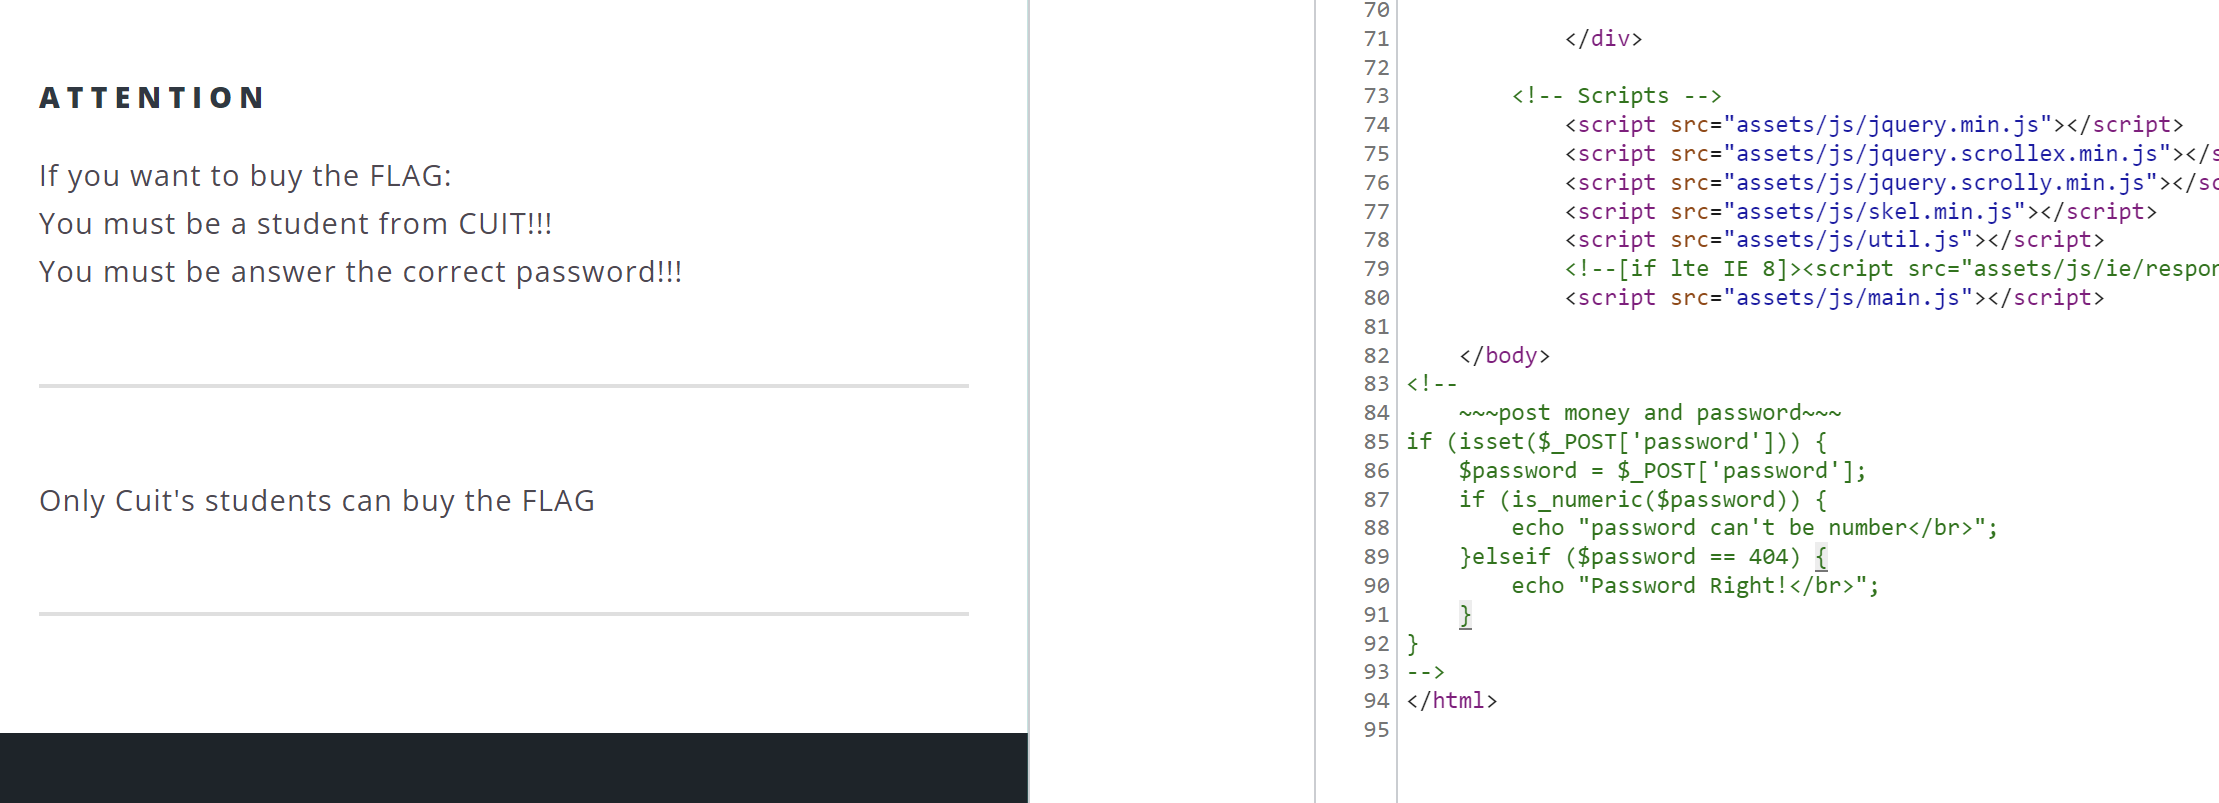 ATTENTION
If you want to buy the FLAG:
You must be a student from CUIT!!!
You must be answer the correct password!!!
Only Cuit's students can buy the FLAG
70
71 </div>
72
73 <!-- Scripts -->
74 <script src="assets/js/jquery.min.js"></script>
75 <script src="assets/js/jquery.scrollex.min.js"></s
76 <script src="assets/js/jquery.scrolly.min.js"></sc
77 <script src="assets/js/skel.min.js"></script>
78 <script src="assets/js/util.js"></script>
79 <!--[if lte IE 8]><script src="assets/js/ie/respon
80 <script src="assets/js/main.js"></script>
81
82 </body>
83 <!--
84 ~~~post money and password~~~
85 if (isset($_POST['password'])) {
86 $password = $_POST['password'];
87 if (is_numeric($password)) {
88 echo "password can't be number</br>";
89 }elseif ($password == 404) {
90 echo "Password Right!</br>";
91 }
92 }
93 -->
94 </html>
95